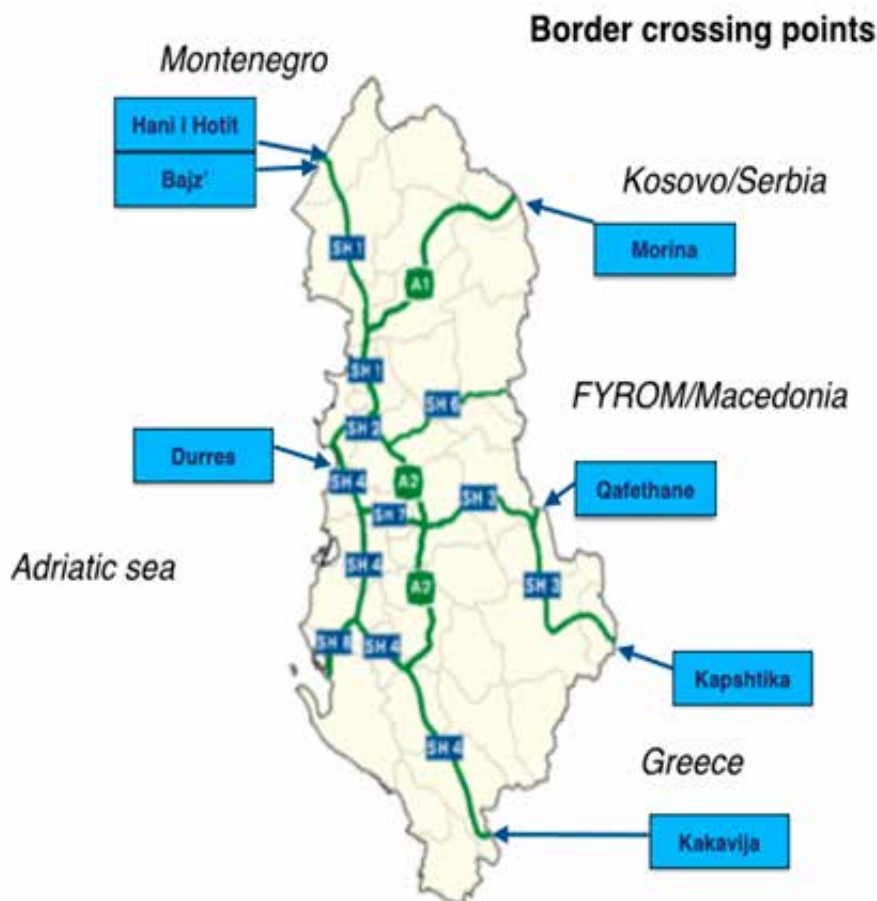 Border crossing points
Montenegro
Hani i Hotit
Bajz'
Kosovo/Serbia
Morina
SH 1
A1
SH 1
SH 6
FYROM/Macedonia
SH 2
Durres
SH 4
A2
SH 3
Qafethane
SH 7
Adriatic sea
SH 4
A2
SH 3
SH 8
SH 4
Kapshtika
SH 4
Greece
Kakavija